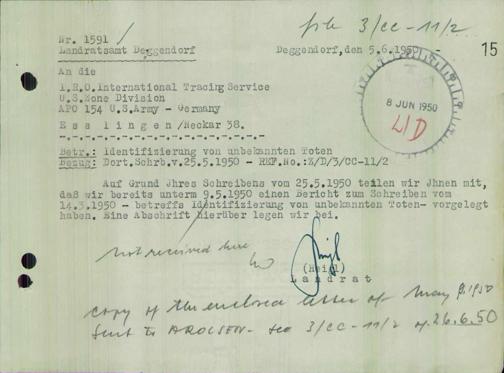 file 3/CC-11/2
Nr. 1591
Landratsamt Deggendorf
Deggendorf, den 5.6.1950.-
15
An die
I.R.O. International Tracing Service
U.S. Zone Division
APO 154 U.S. Army - Germany
8 JUN 1950
LID
E s s l i n g e n /Neckar 38.
Betr.: Identifizierung von unbekannten Toten
Bezug: Dort.Schrb.v.25.5.1950 - REF.No.:Z/D/3/CC-11/2
Auf Grund Jhres Schreibens vom 25.5.1950 teilen wir Jhnen mit,
daß wir bereits unterm 9.5.1950 einen Bericht zum Schreiben vom
14.3.1950 - betreffs Identifizierung von unbekannten Toten- vorgelegt
haben. Eine Abschrift hierüber legen wir bei.
not received here
L a n d r a t
copy of the enclosed letter of May 9.1950
sent to AROLSEN - see 3/CC-11/2 of 26.6.50